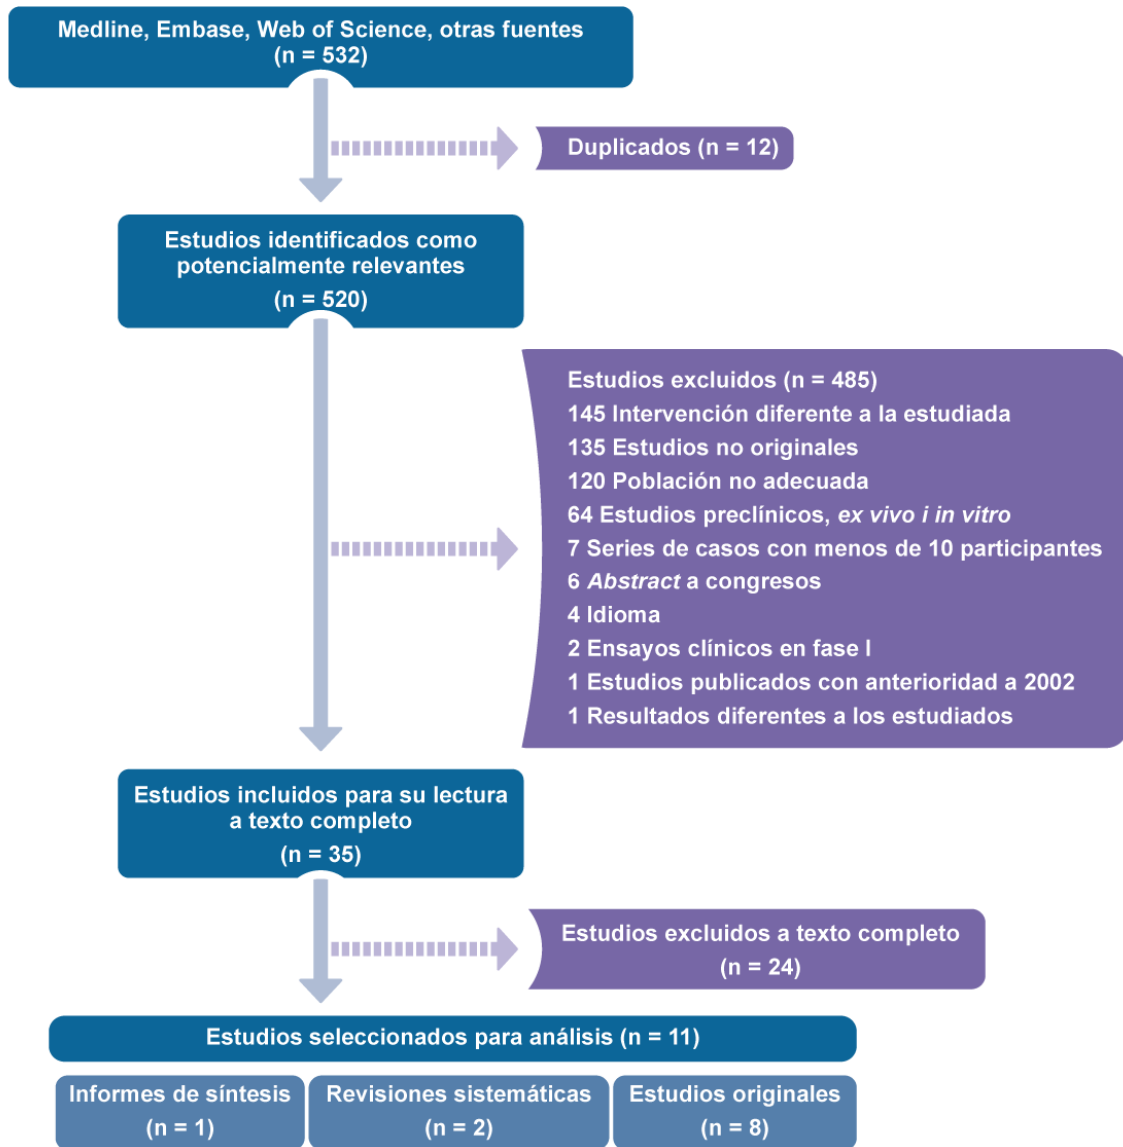 Medline, Embase, Web of Science, otras fuentes
(n = 532)
Duplicados (n = 12)
Estudios identificados como
potencialmente relevantes
(n = 520)
Estudios excluidos (n = 485)
145 Intervención diferente a la estudiada
135 Estudios no originales
120 Población no adecuada
64 Estudios preclínicos, ex vivo i in vitro
7 Series de casos con menos de 10 participantes
6 Abstract a congresos
4 Idioma
2 Ensayos clínicos en fase I
1 Estudios publicados con anterioridad a 2002
1 Resultados diferentes a los estudiados
Estudios incluidos para su lectura
a texto completo
(n = 35)
Estudios excluidos a texto completo
(n = 24)
Estudios seleccionados para análisis (n = 11)
Informes de síntesis
(n = 1)
Revisiones sistemáticas
(n = 2)
Estudios originales
(n = 8)